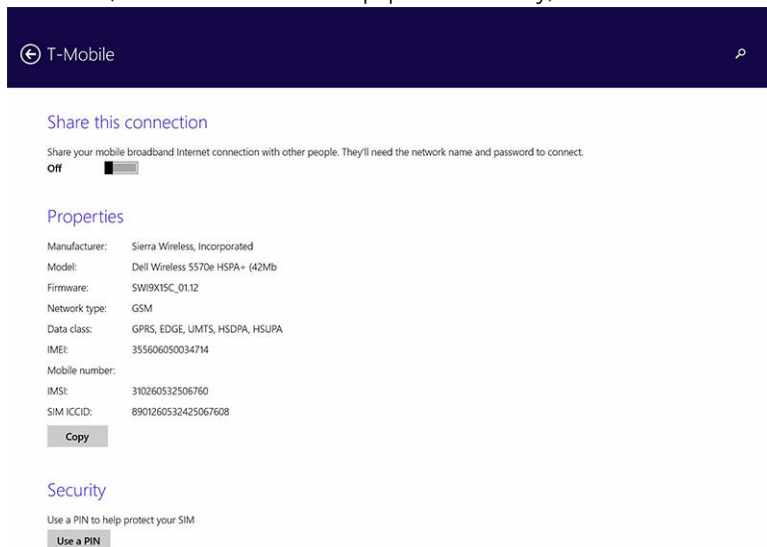 T-Mobile
Share this connection
Share your mobile broadband Internet connection with other people. They'll need the network name and password to connect.
Off
Properties
Manufacturer: Sierra Wireless, Incorporated
Model: Dell Wireless 5570e HSPA+ (42Mb
Firmware: SWI9X15C_01.12
Network type: GSM
Data class: GPRS, EDGE, UMTS, HSDPA, HSUPA
IMEI: 355606050034714
Mobile number:
IMSI: 310260532506760
SIM ICCID: 8901260532425067608
Copy
Security
Use a PIN to help protect your SIM
Use a PIN